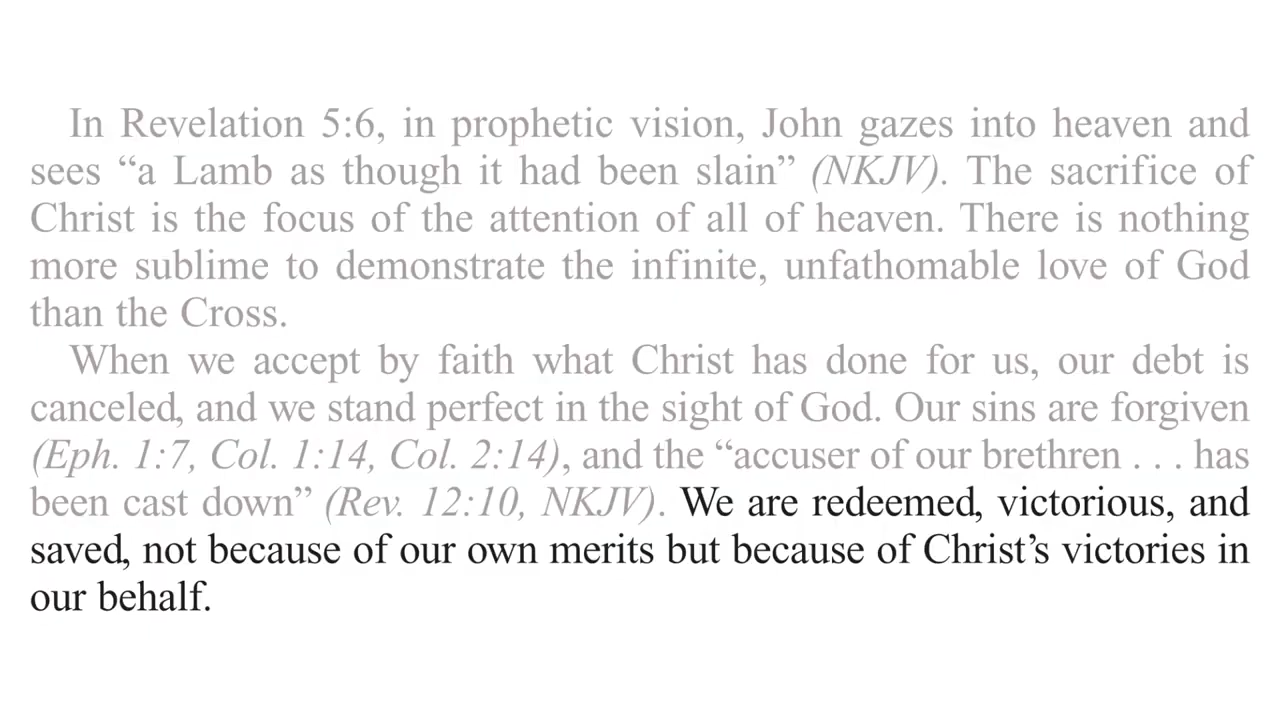 In Revelation 5:6, in prophetic vision, John gazes into heaven and
sees “a Lamb as though it had been slain” (NKJV). The sacrifice of
Christ is the focus of the attention of all of heaven. There is nothing
more sublime to demonstrate the infinite, unfathomable love of God
than the Cross.
When we accept by faith what Christ has done for us, our debt is
canceled, and we stand perfect in the sight of God. Our sins are forgiven
(Eph. 1:7, Col. 1:14, Col. 2:14), and the “accuser of our brethren . . . has
been cast down” (Rev. 12:10, NKJV). We are redeemed, victorious, and
saved, not because of our own merits but because of Christ’s victories in
our behalf.